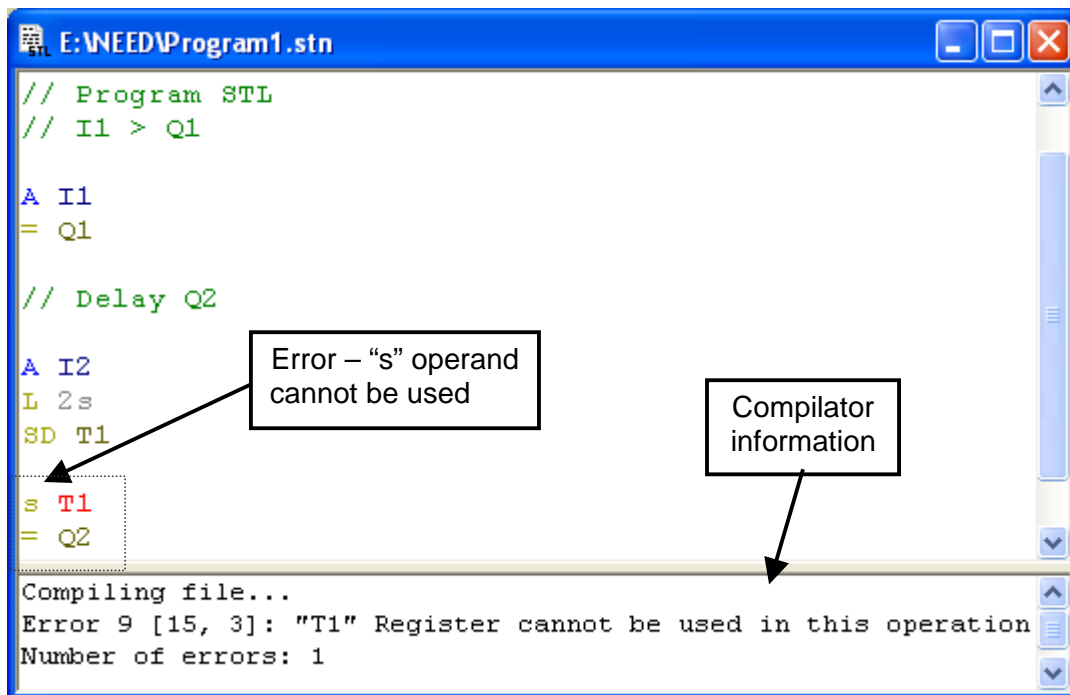 E:\NEED\Program1.stn
// Program STL
// I1 > Q1
A I1
= Q1
// Delay Q2
A I2
L 2s
SD T1
s T1
= Q2
Error – “s” operand
cannot be used
Compilator
information
Compiling file...
Error 9 [15, 3]: "T1" Register cannot be used in this operation
Number of errors: 1